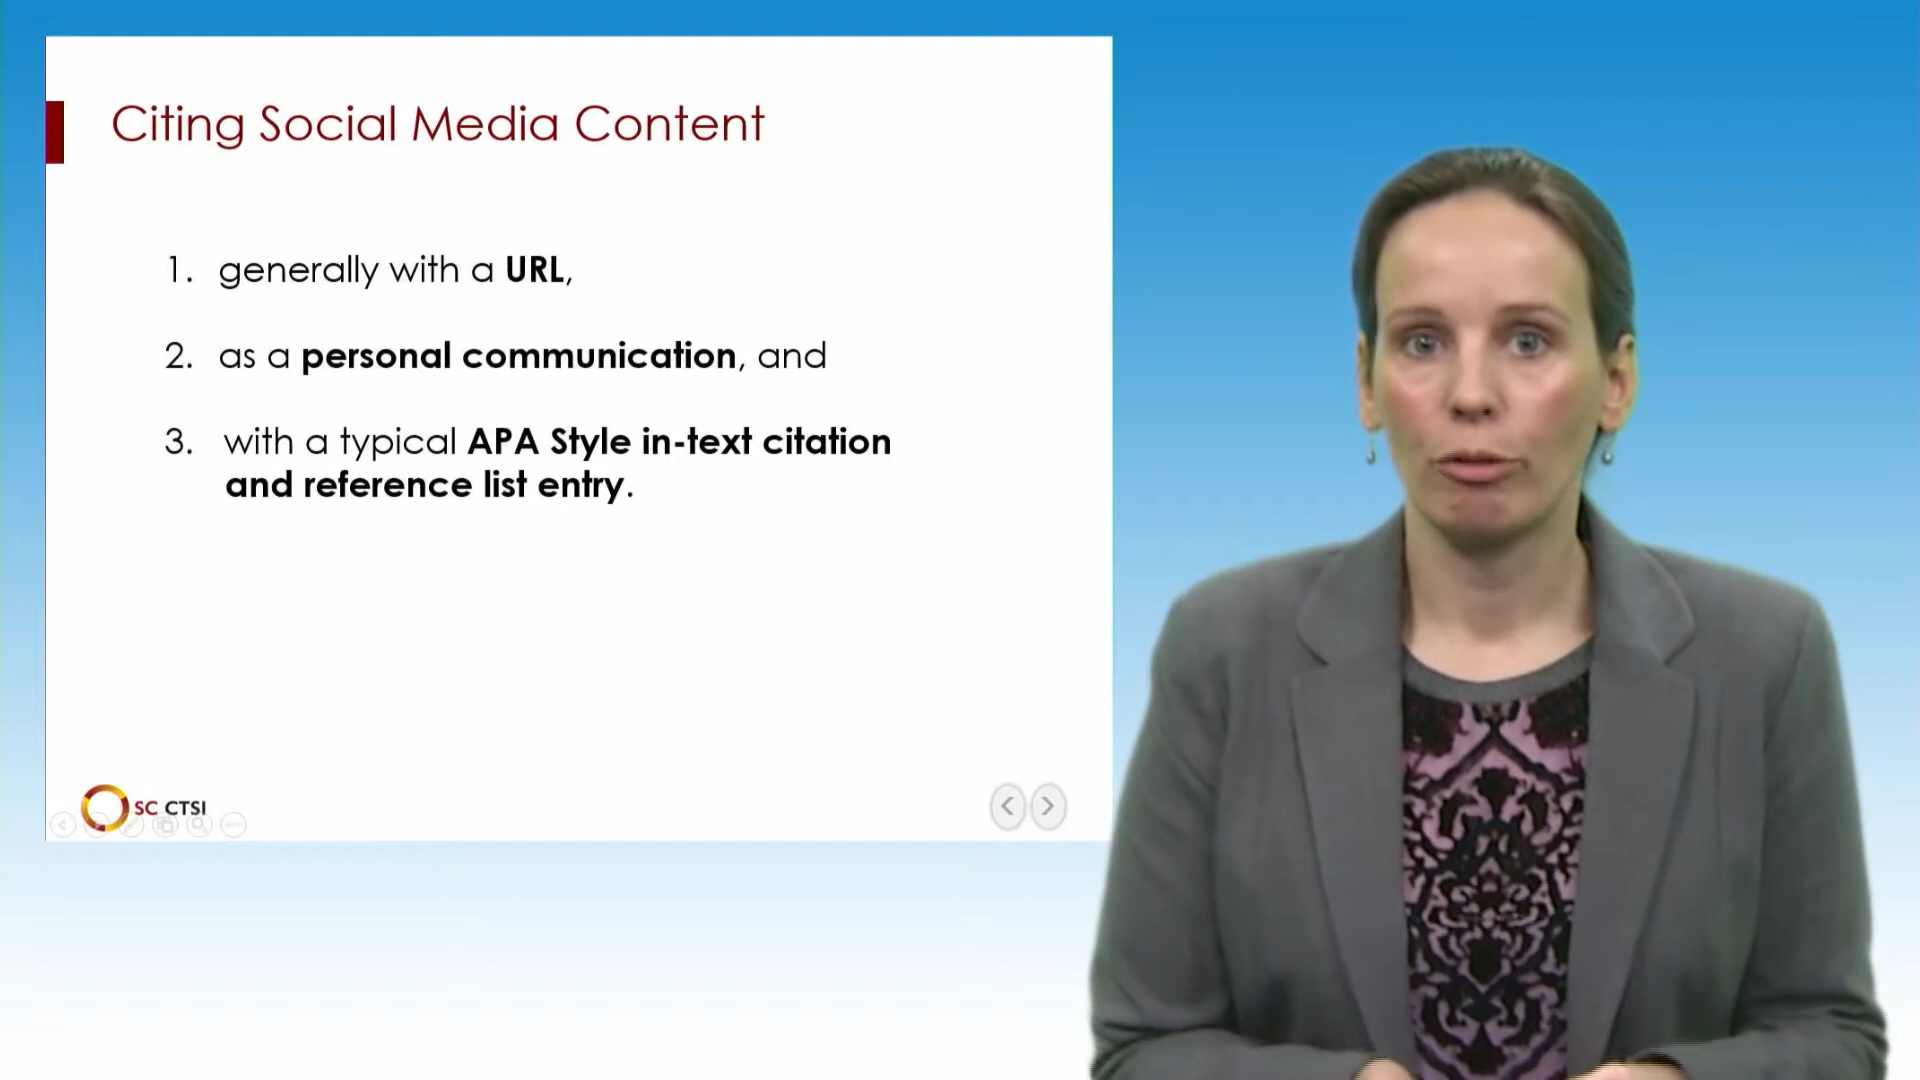 Citing Social Media Content
1. generally with a URL,
2. as a personal communication, and
3. with a typical APA Style in-text citation
and reference list entry.
SC CTSI